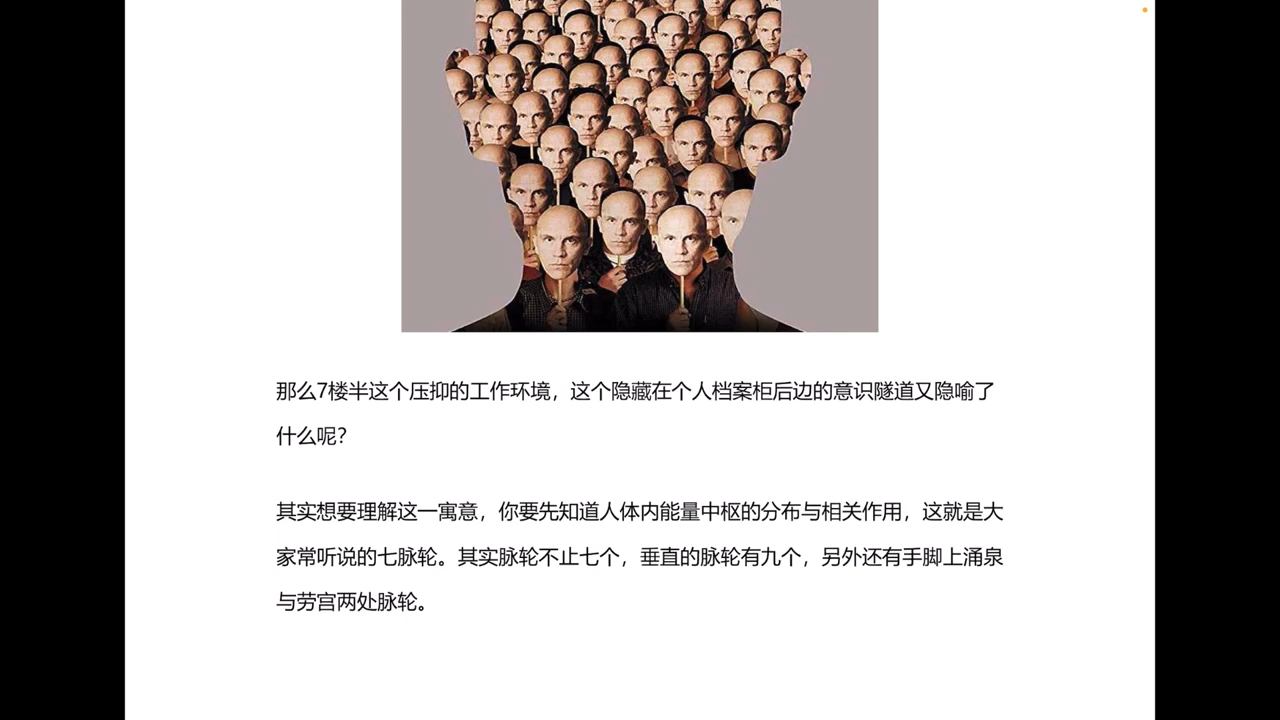 那么7楼半这个压抑的工作环境，这个隐藏在个人档案柜后边的意识隧道又隐喻了
什么呢？
其实想要理解这一寓意，你要先知道人体内能量中枢的分布与相关作用，这就是大
家常听说的七脉轮。其实脉轮不止七个，垂直的脉轮有九个，另外还有手脚上涌泉
与劳宫两处脉轮。